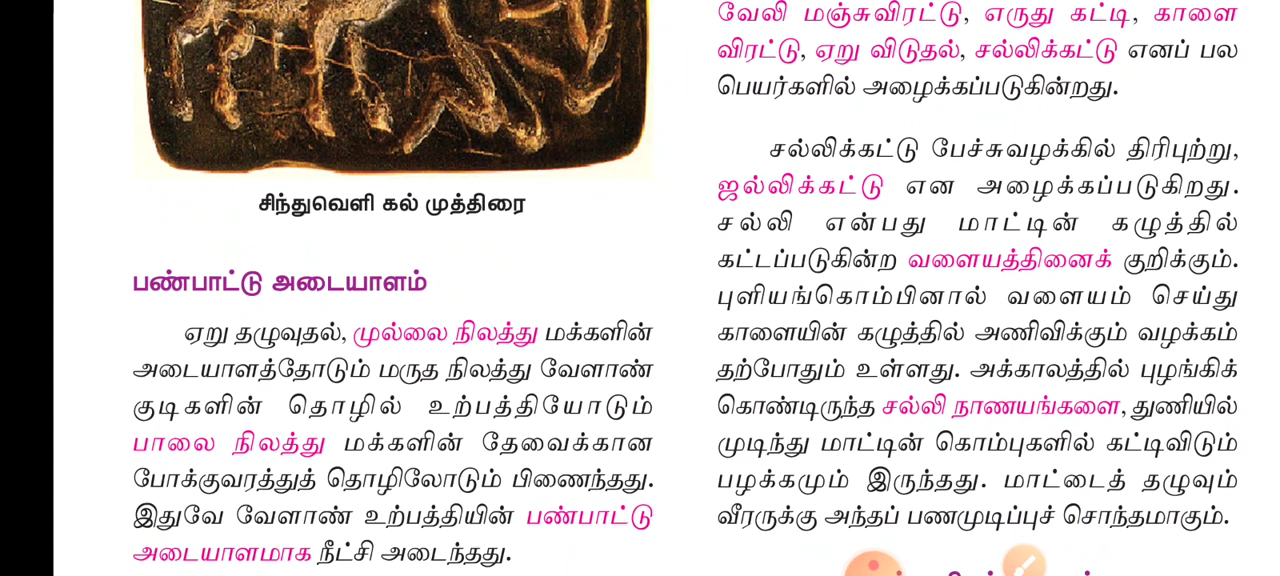 சிந்துவெளி கல் முத்திரை
பண்பாட்டு அடையாளம்
ஏறு தழுவுதல், முல்லை நிலத்து மக்களின்
அடையாளத்தோடும் மருத நிலத்து வேளாண்
குடிகளின் தொழில் உற்பத்தியோடும்
பாலை நிலத்து மக்களின் தேவைக்கான
போக்குவரத்துத் தொழிலோடும் பிணைந்தது.
இதுவே வேளாண் உற்பத்தியின் பண்பாட்டு
அடையாளமாக நீட்சி அடைந்தது.
வேலி மஞ்சுவிரட்டு, எருது கட்டி, காளை
விரட்டு, ஏறு விடுதல், சல்லிக்கட்டு எனப் பல
பெயர்களில் அழைக்கப்படுகின்றது.
சல்லிக்கட்டு பேச்சுவழக்கில் திரிபுற்று,
ஜல்லிக்கட்டு என அழைக்கப்படுகிறது.
சல்லி என்பது மாட்டின் கழுத்தில்
கட்டப்படுகின்ற வளையத்தினைக் குறிக்கும்.
புளியங்கொம்பினால் வளையம் செய்து
காளையின் கழுத்தில் அணிவிக்கும் வழக்கம்
தற்போதும் உள்ளது. அக்காலத்தில் புழங்கிக்
கொண்டிருந்த சல்லி நாணயங்களை, துணியில்
முடிந்து மாட்டின் கொம்புகளில் கட்டிவிடும்
பழக்கமும் இருந்தது. மாட்டைத் தழுவும்
வீரருக்கு அந்தப் பணமுடிப்புச் சொந்தமாகும்.